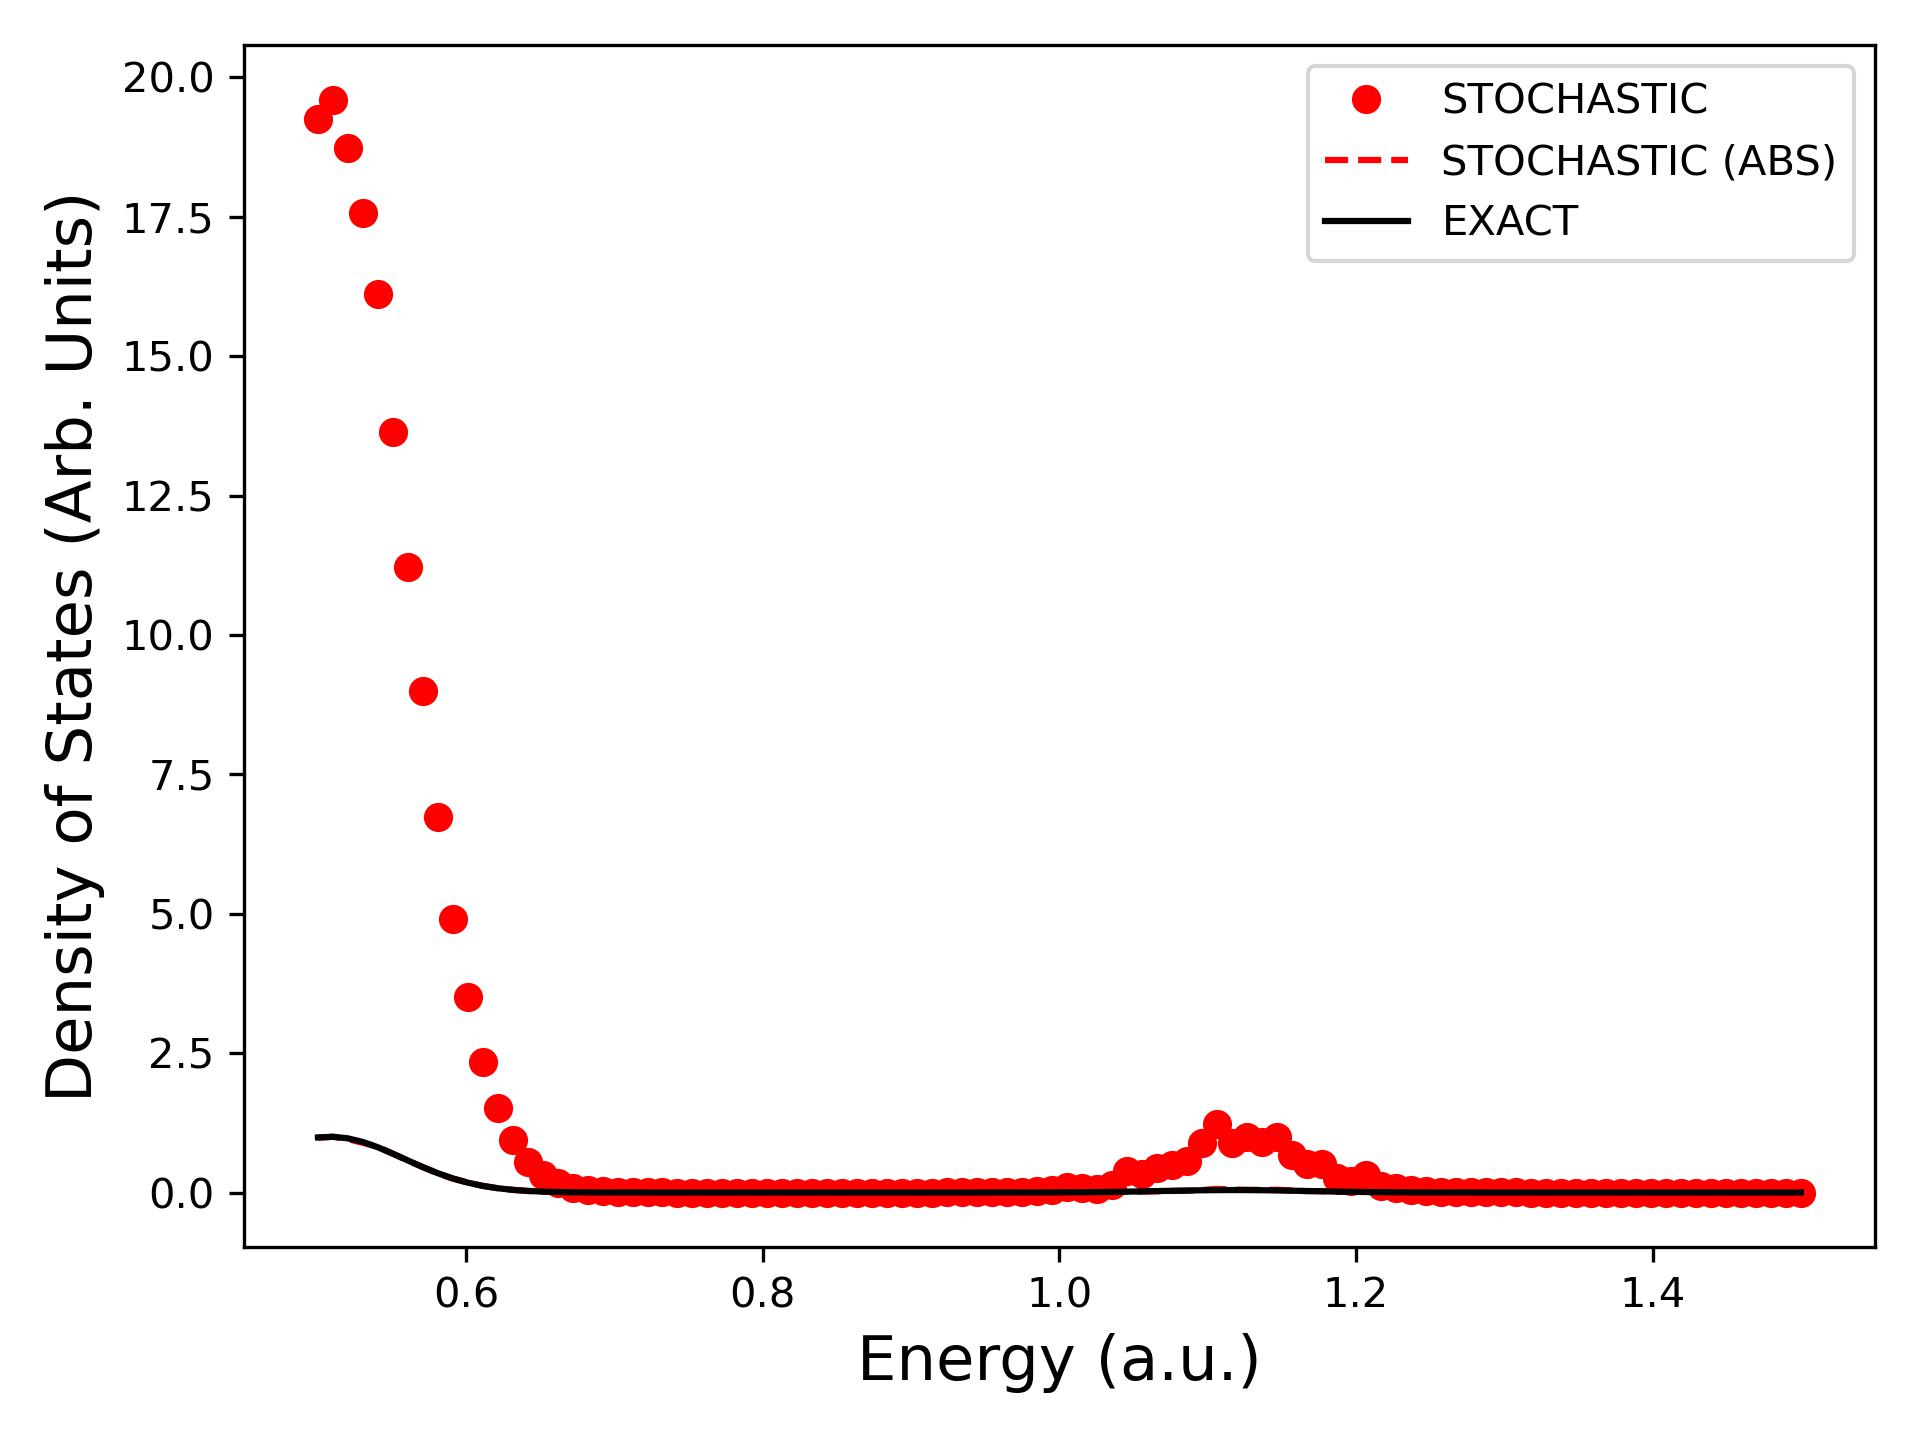 20.0
17.5
15.0
12.5
10.0
7.5
5.0
2.5
0.0
Density of States (Arb. Units)
STOCHASTIC
STOCHASTIC (ABS)
EXACT
0.6 0.8 1.0 1.2 1.4
Energy (a.u.)